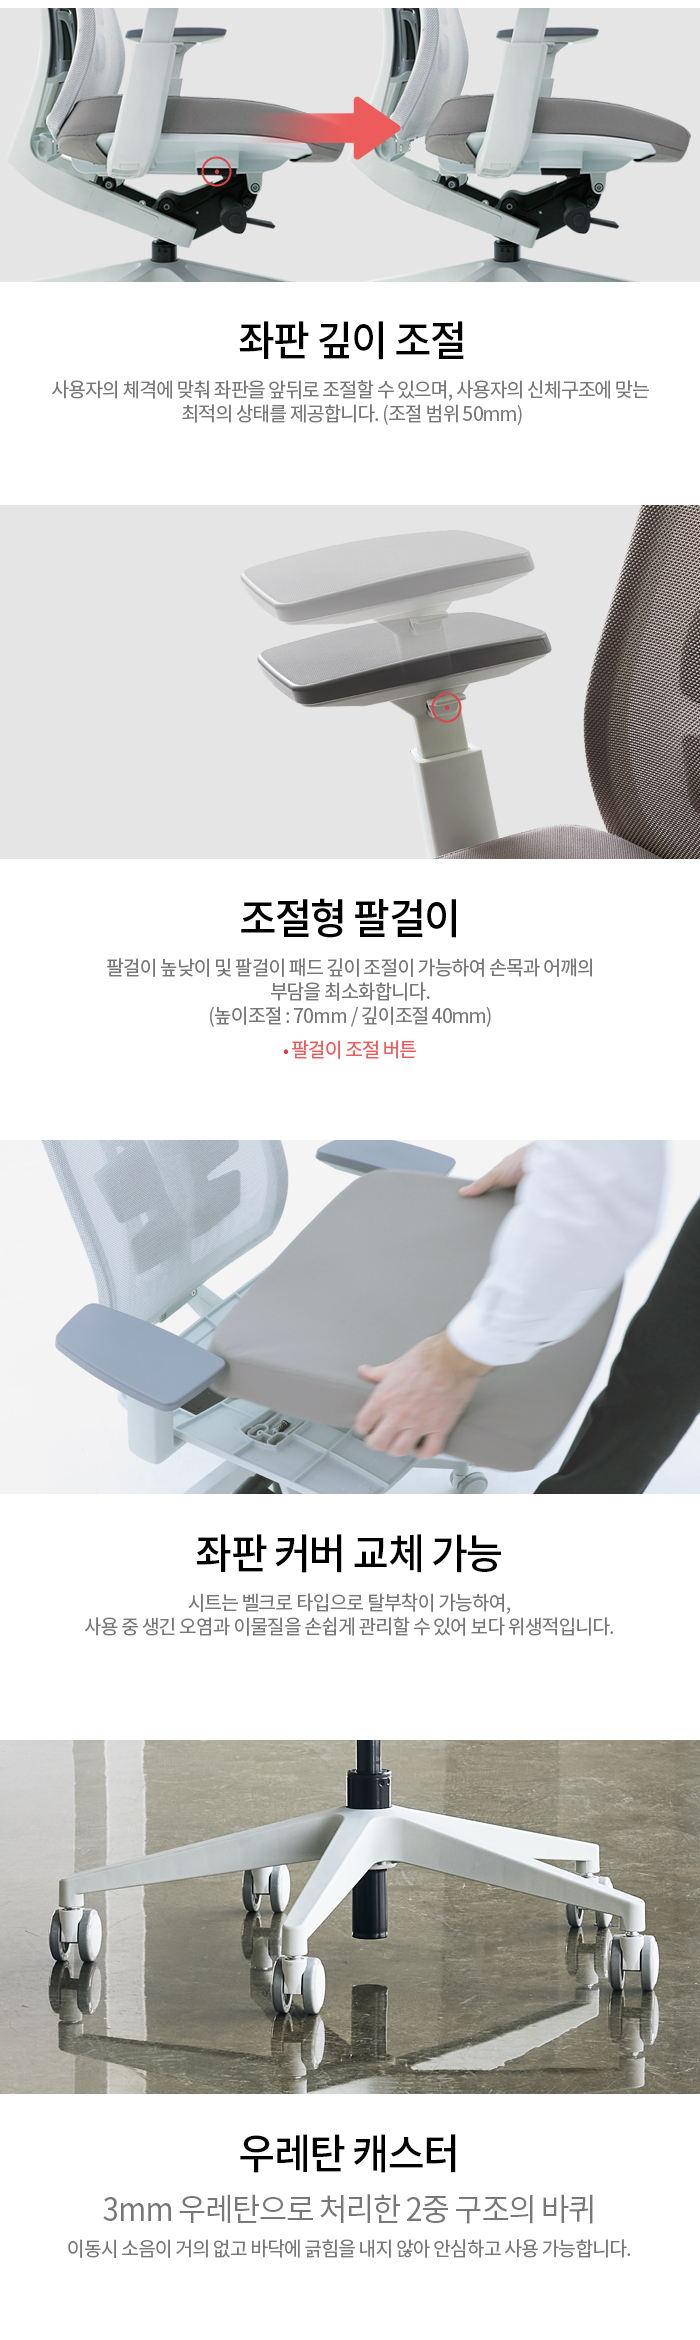 좌판 깊이 조절
사용자의 체격에 맞춰 좌판을 앞뒤로 조절할 수 있으며, 사용자의 신체구조에 맞는
최적의 상태를 제공합니다. (조절 범위 50mm)
조절형 팔걸이
팔걸이 높낮이 및 팔걸이 패드 깊이 조절이 가능하여 손목과 어깨의
부담을 최소화합니다.
(높이조절 : 70mm / 깊이조절 40mm)
• 팔걸이 조절 버튼
좌판 커버 교체 가능
시트는 벨크로 타입으로 탈부착이 가능하여,
사용 중 생긴 오염과 이물질을 손쉽게 관리할 수 있어 보다 위생적입니다.
우레탄 캐스터
3mm 우레탄으로 처리한 2중 구조의 바퀴
이동시 소음이 거의 없고 바닥에 긁힘을 내지 않아 안심하고 사용 가능합니다.